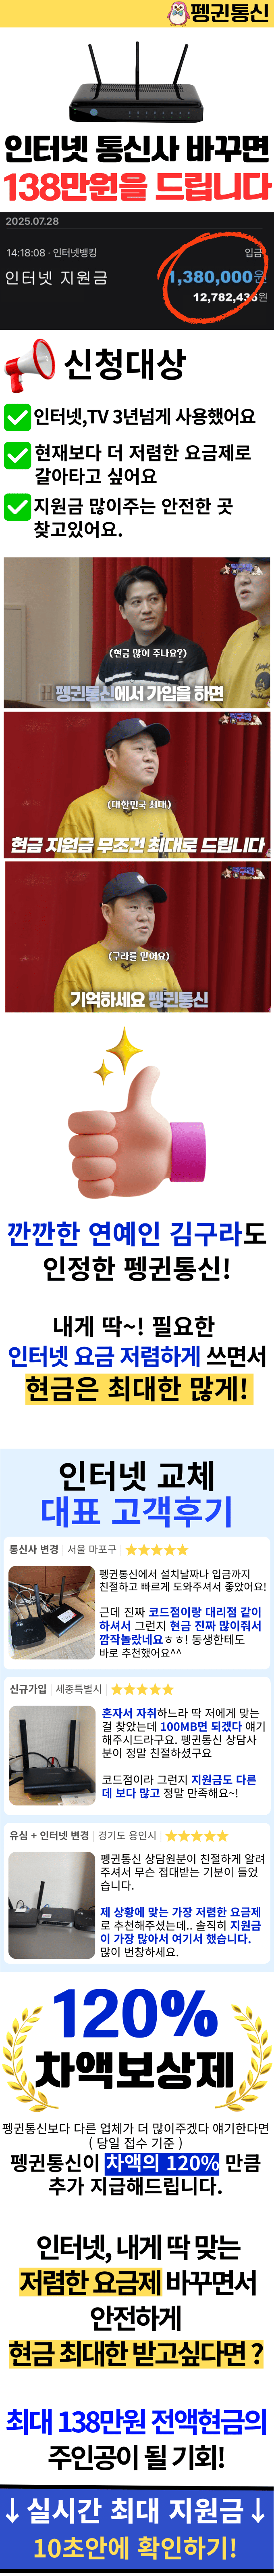 펭귄통신
인터넷 통신사 바꾸면
138만원을 드립니다
2025.07.28
14:18:08 · 인터넷뱅킹
입금
인터넷 지원금
1,380,000원
12,782,436원
신청대상
인터넷,TV 3년넘게 사용했어요
현재보다 더 저렴한 요금제로
갈아타고 싶어요
지원금 많이주는 안전한 곳
찾고있어요.
(현금 많이 주나요?)
펭귄통신에서 가입을 하면
(대한민국 최대)
현금 지원금 무조건 최대로 드립니다
(구라를 믿어요)
기억하세요 펭귄통신
깐깐한 연예인 김구라도
인정한 펭귄통신!
내게 딱~! 필요한
인터넷 요금 저렴하게 쓰면서
현금은 최대한 많게!
인터넷 교체
대표 고객후기
통신사 변경 | 서울 마포구 |
펭귄통신에서 설치날짜나 입금까지
친절하고 빠르게 도와주셔서 좋았어요!
근데 진짜 코드점이랑 대리점 같이
하셔서 그런지 현금 진짜 많이줘서
깜작놀랐네요ㅎㅎ! 동생한테도
바로 추천했어요^^
신규가입 | 세종특별시 |
혼자서 자취하느라 딱 저에게 맞는
걸 찾았는데 100MB면 되겠다 얘기
해주시드라구요. 펭귄통신 상담사
분이 정말 친절하셨구요
코드점이라 그런지 지원금도 다른
데 보다 많고 정말 만족해요~!
유심 + 인터넷 변경 | 경기도 용인시 |
펭귄통신 상담원분이 친절하게 알려
주셔서 무슨 접대받는 기분이 들었
습니다.
제 상황에 맞는 가장 저렴한 요금제
로 추천해주셨는데.. 솔직히 지원금
이 가장 많아서 여기서 했습니다.
많이 번창하세요.
120%
차액보상제
펭귄통신보다 다른 업체가 더 많이주겠다 얘기한다면
( 당일 접수 기준 )
펭귄통신이 차액의 120% 만큼
추가 지급해드립니다.
인터넷, 내게 딱 맞는
저렴한 요금제 바꾸면서
안전하게
현금 최대한 받고싶다면 ?
최대 138만원 전액현금의
주인공이 될 기회!
↓실시간 최대 지원금↓
10초안에 확인하기!